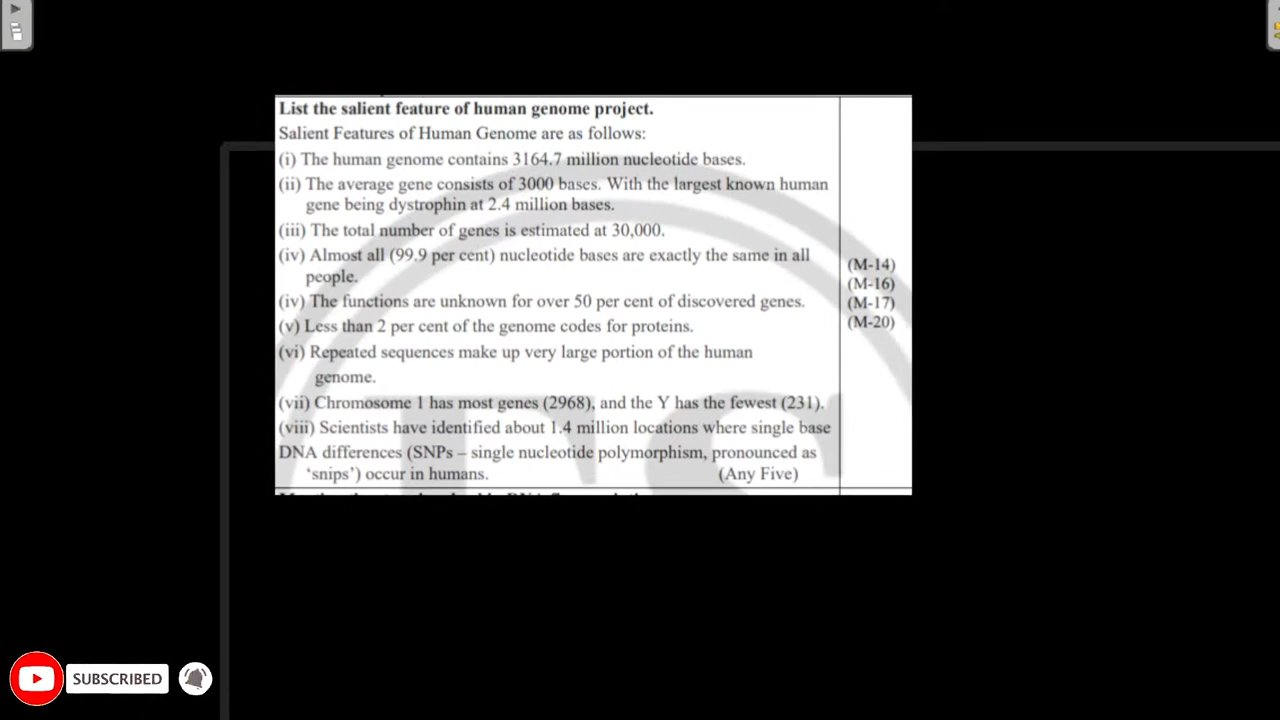 List the salient feature of human genome project.
Salient Features of Human Genome are as follows:
(i) The human genome contains 3164.7 million nucleotide bases.
(ii) The average gene consists of 3000 bases. With the largest known human
gene being dystrophin at 2.4 million bases.
(iii) The total number of genes is estimated at 30,000.
(iv) Almost all (99.9 per cent) nucleotide bases are exactly the same in all
people.
(iv) The functions are unknown for over 50 per cent of discovered genes.
(v) Less than 2 per cent of the genome codes for proteins.
(vi) Repeated sequences make up very large portion of the human
genome.
(vii) Chromosome 1 has most genes (2968), and the Y has the fewest (231).
(viii) Scientists have identified about 1.4 million locations where single base
DNA differences (SNPs – single nucleotide polymorphism, pronounced as
‘snips’) occur in humans. (Any Five)
(M-14)
(M-16)
(M-17)
(M-20)
SUBSCRIBED